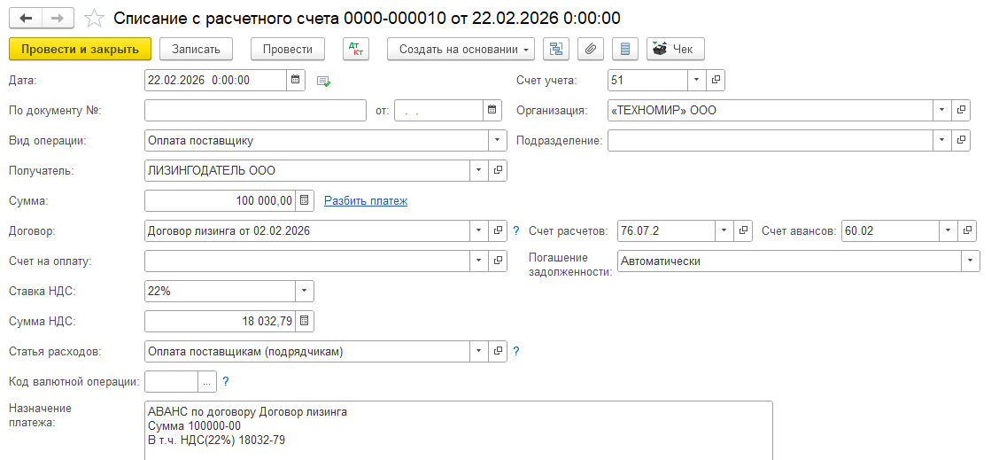 Списание с расчетного счета 0000-000010 от 22.02.2026 0:00:00
Провести и закрыть Записать Провести Дт Кт Создать на основании Чек
Дата: 22.02.2026 0:00:00 Счет учета: 51
По документу №: от: . . Организация: «ТЕХНОМИР» ООО
Вид операции: Оплата поставщику Подразделение:
Получатель: ЛИЗИНГОДАТЕЛЬ ООО
Сумма: 100 000,00 Разбить платеж
Договор: Договор лизинга от 02.02.2026 ? Счет расчетов: 76.07.2 Счет авансов: 60.02
Счет на оплату: Погашение задолженности: Автоматически
Ставка НДС: 22%
Сумма НДС: 18 032,79
Статья расходов: Оплата поставщикам (подрядчикам) ?
Код валютной операции: ... ?
Назначение платежа: АВАНС по договору Договор лизинга
Сумма 100000-00
В т.ч. НДС(22%) 18032-79